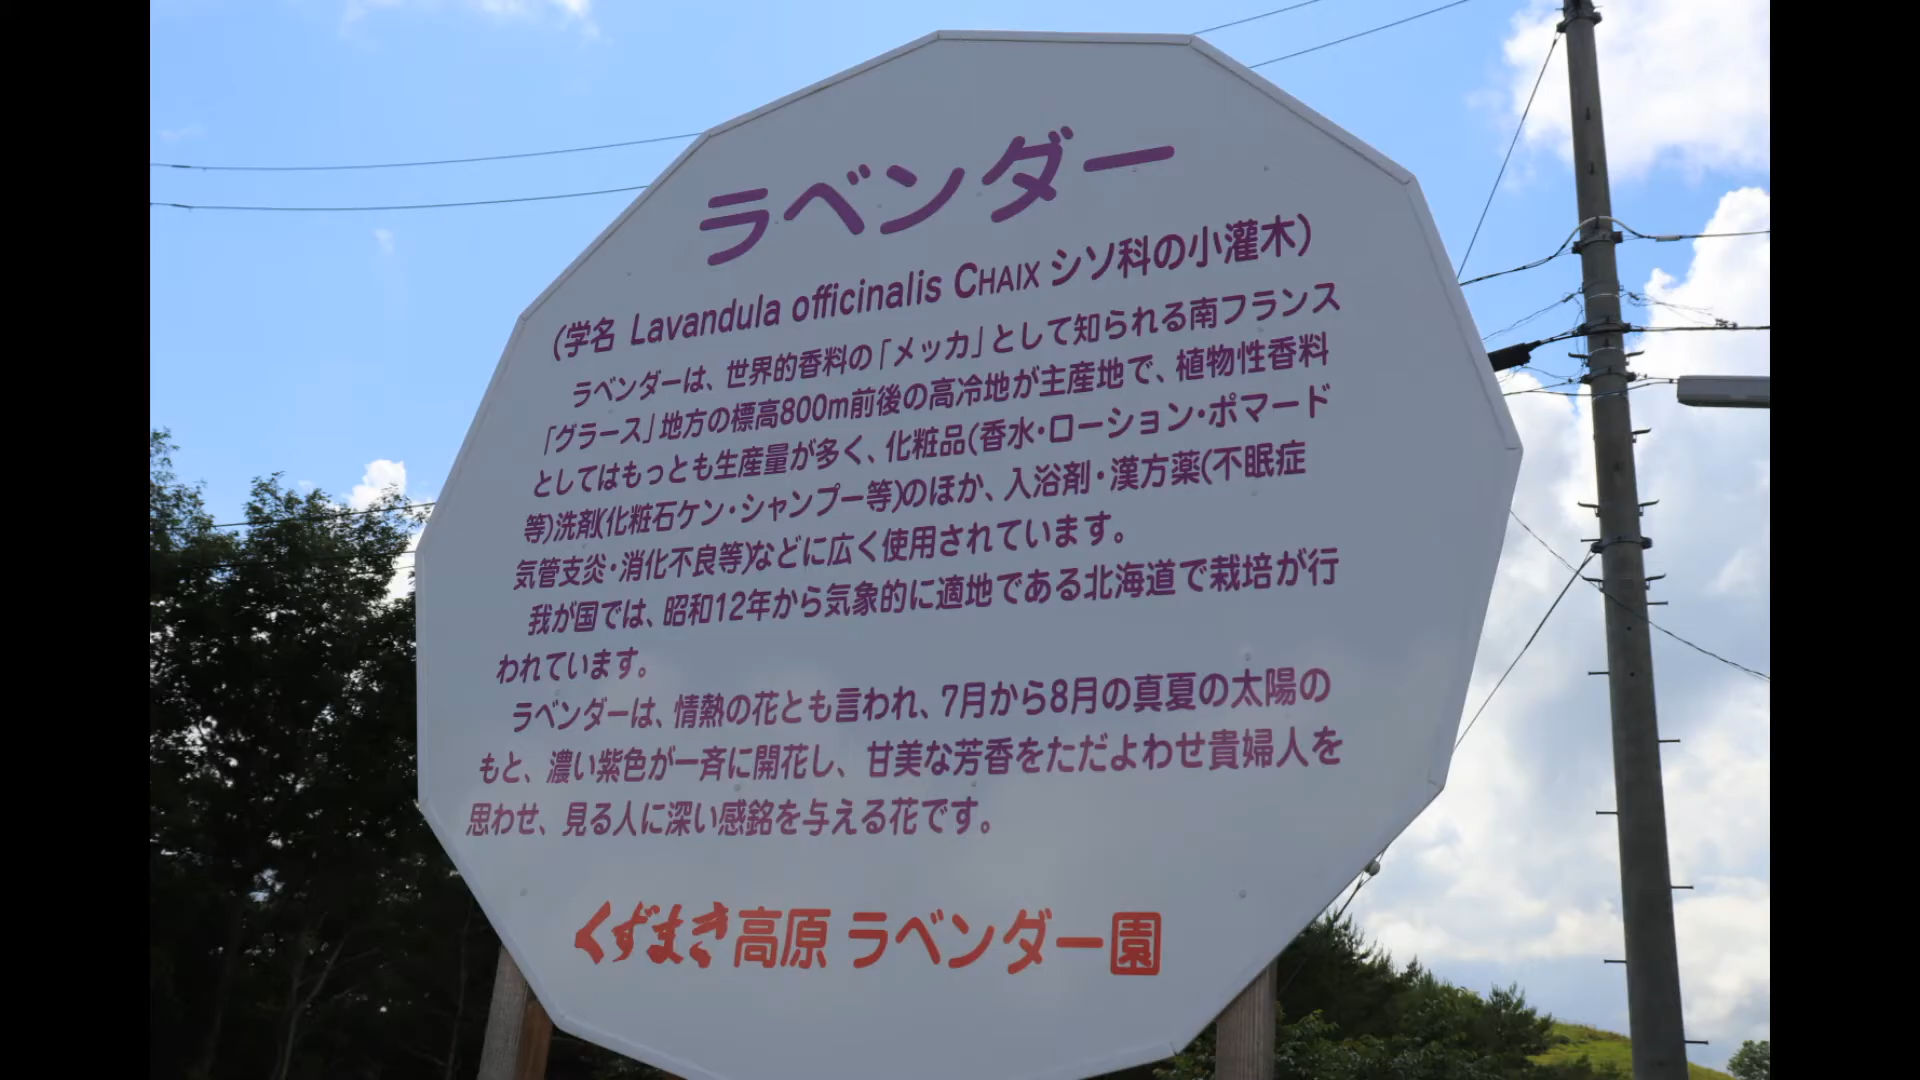 ラベンダー
(学名 Lavandula officinalis CHAIX シソ科の小灌木)
ラベンダーは、世界的香料の「メッカ」として知られる南フランス
「グラース」地方の標高800m前後の高冷地が主産地で、植物性香料
としてはもっとも生産量が多く、化粧品(香水・ローション・ポマード
等)洗剤(化粧石ケン・シャンプー等)のほか、入浴剤・漢方薬(不眠症
気管支炎・消化不良等)などに広く使用されています。
我が国では、昭和12年から気象的に適地である北海道で栽培が行
われています。
ラベンダーは、情熱の花とも言われ、7月から8月の真夏の太陽の
もと、濃い紫色が一斉に開花し、甘美な芳香をただよわせ貴婦人を
思わせ、見る人に深い感銘を与える花です。
くずまき高原 ラベンダー園